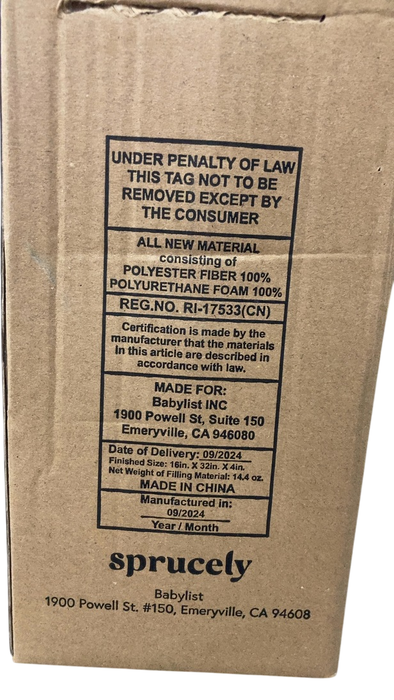 UNDER PENALTY OF LAW
THIS TAG NOT TO BE
REMOVED EXCEPT BY
THE CONSUMER
ALL NEW MATERIAL
consisting of
POLYESTER FIBER 100%
POLYURETHANE FOAM 100%
REG.NO. RI-17533(CN)
Certification is made by the
manufacturer that the materials
In this article are described in
accordance with law.
MADE FOR:
Babylist INC
1900 Powell St, Suite 150
Emeryville, CA 946080
Date of Delivery: 09/2024
Finished Size: 16in. X 32in. X 4in.
Net Weight of Filling Material: 14.4 oz.
MADE IN CHINA
Manufactured in:
09/2024
Year / Month
sprucely
Babylist
1900 Powell St. #150, Emeryville, CA 94608